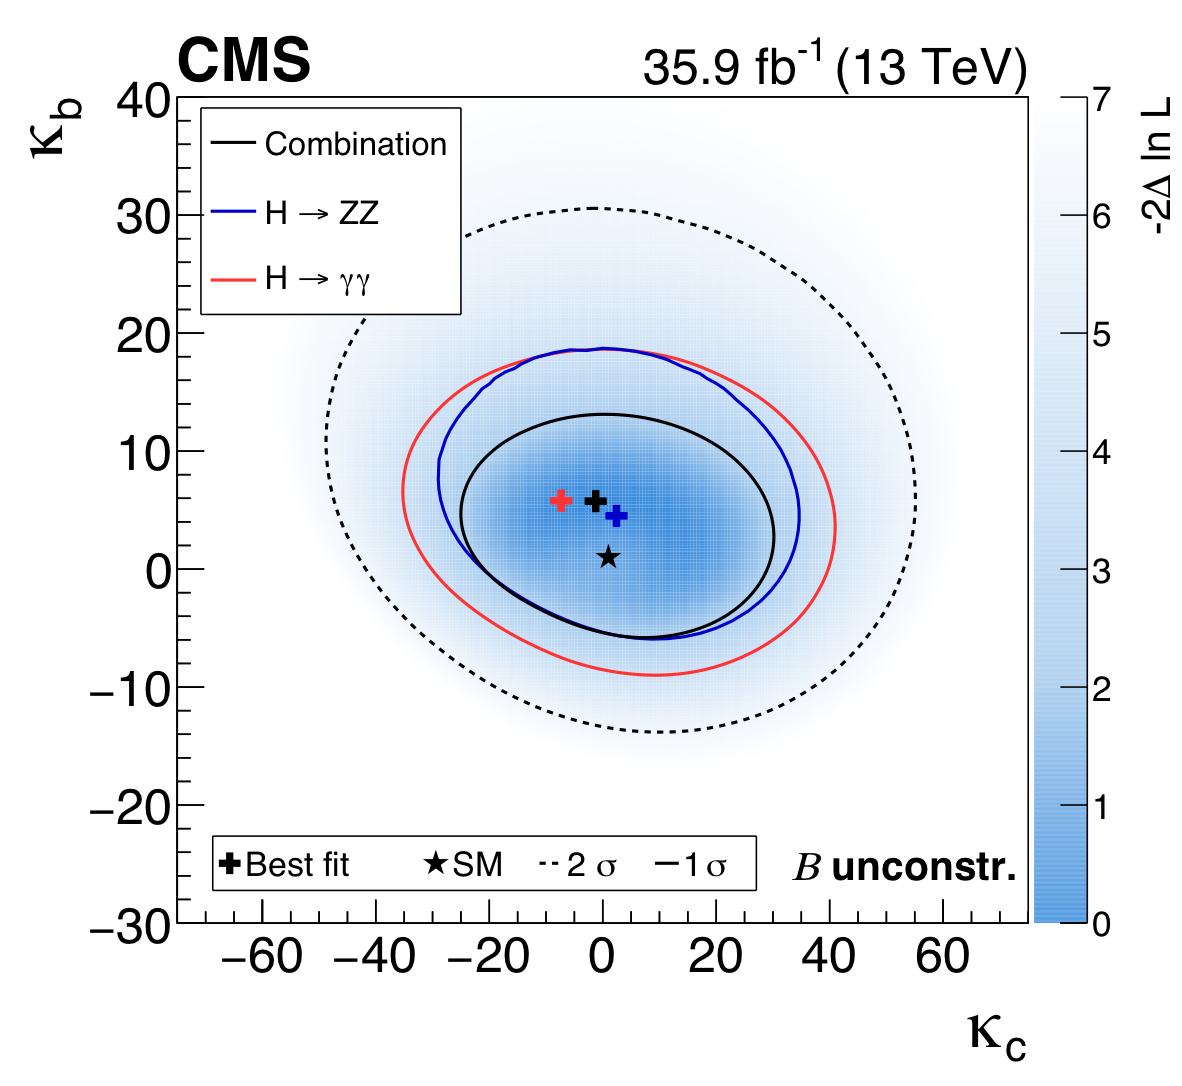 CMS 35.9 fb-1 (13 TeV)
κb
40
30
20
10
0
−10
−20
−30
Combination
H → ZZ
H → γγ
7
6
5
4
3
2
1
0
-2Δ ln L
Best fit ★ SM -- 2 σ — 1 σ
B unconstr.
−60 −40 −20 0 20 40 60
κc